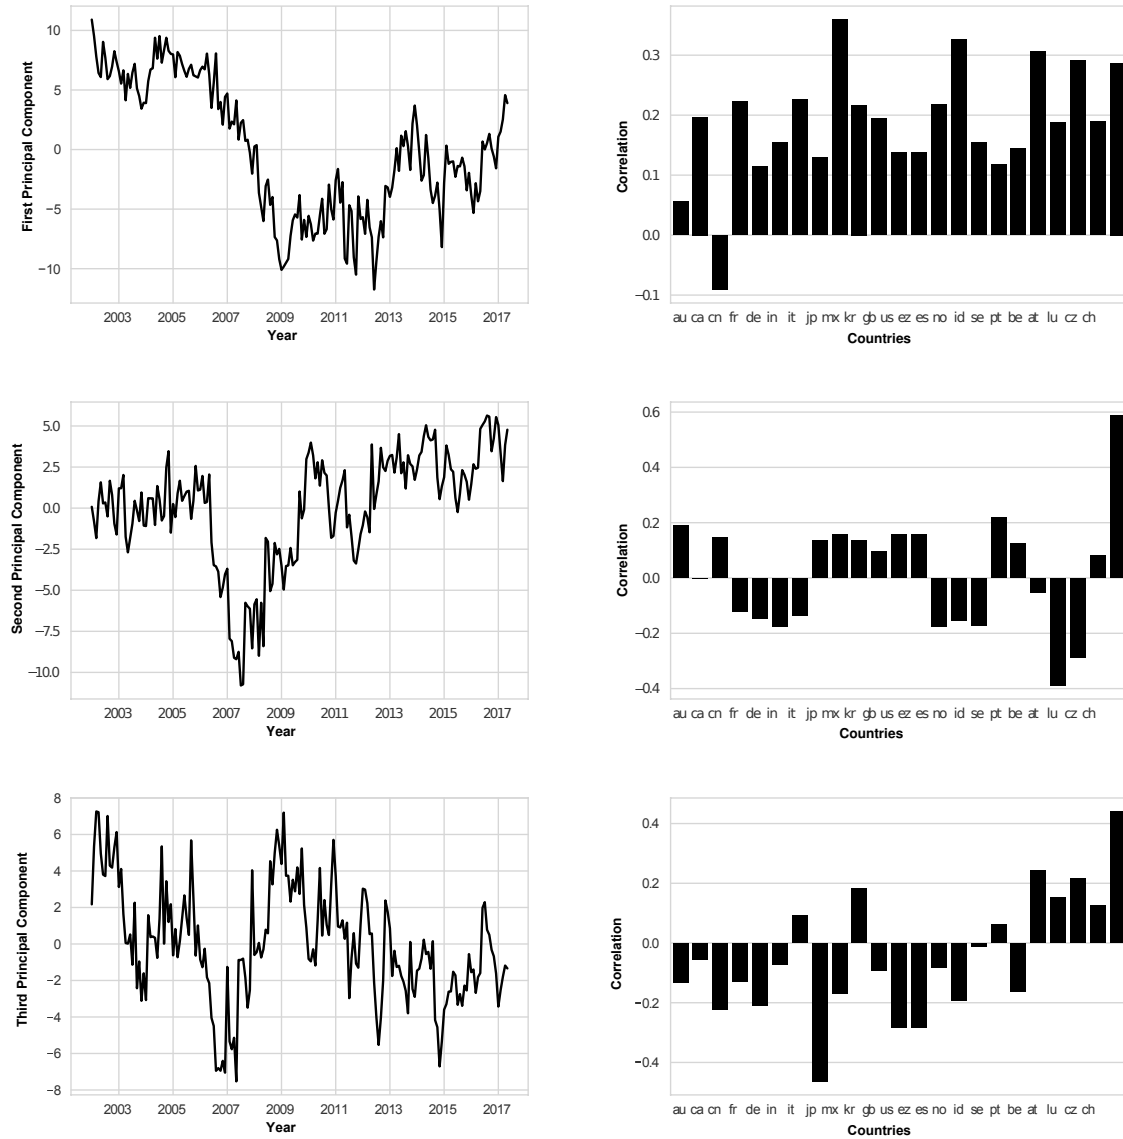 10
5
0
−5
−10
First Principal Component
2003 2005 2007 2009 2011 2013 2015 2017
Year
0.3
0.2
0.1
0.0
−0.1
Correlation
au ca cn fr de in it jp mx kr gb us ez es no id se pt be at lu cz ch
Countries
5.0
2.5
0.0
−2.5
−5.0
−7.5
−10.0
Second Principal Component
2003 2005 2007 2009 2011 2013 2015 2017
Year
0.6
0.4
0.2
0.0
−0.2
−0.4
Correlation
au ca cn fr de in it jp mx kr gb us ez es no id se pt be at lu cz ch
Countries
8
6
4
2
0
−2
−4
−6
−8
Third Principal Component
2003 2005 2007 2009 2011 2013 2015 2017
Year
0.4
0.2
0.0
−0.2
−0.4
Correlation
au ca cn fr de in it jp mx kr gb us ez es no id se pt be at lu cz ch
Countries